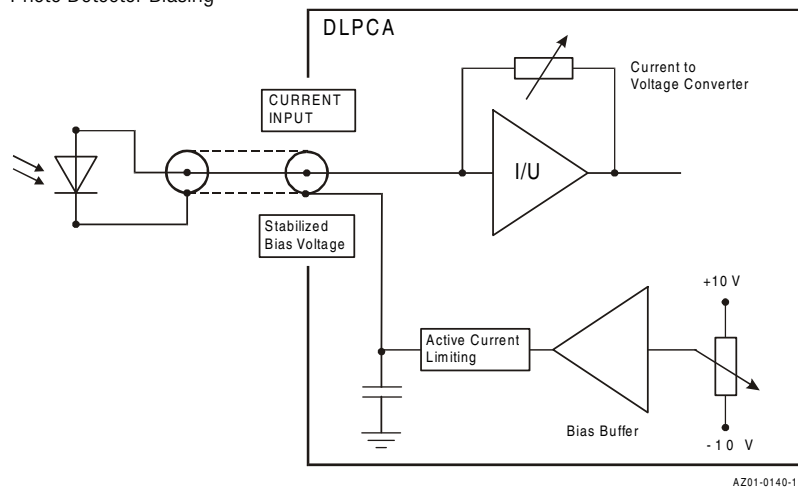 Photo Detector Biasing
DLPCA
CURRENT
INPUT
Current to
Voltage Converter
I/U
Stabilized
Bias Voltage
+10 V
Active Current
Limiting
Bias Buffer
-10 V
AZ01-0140-1